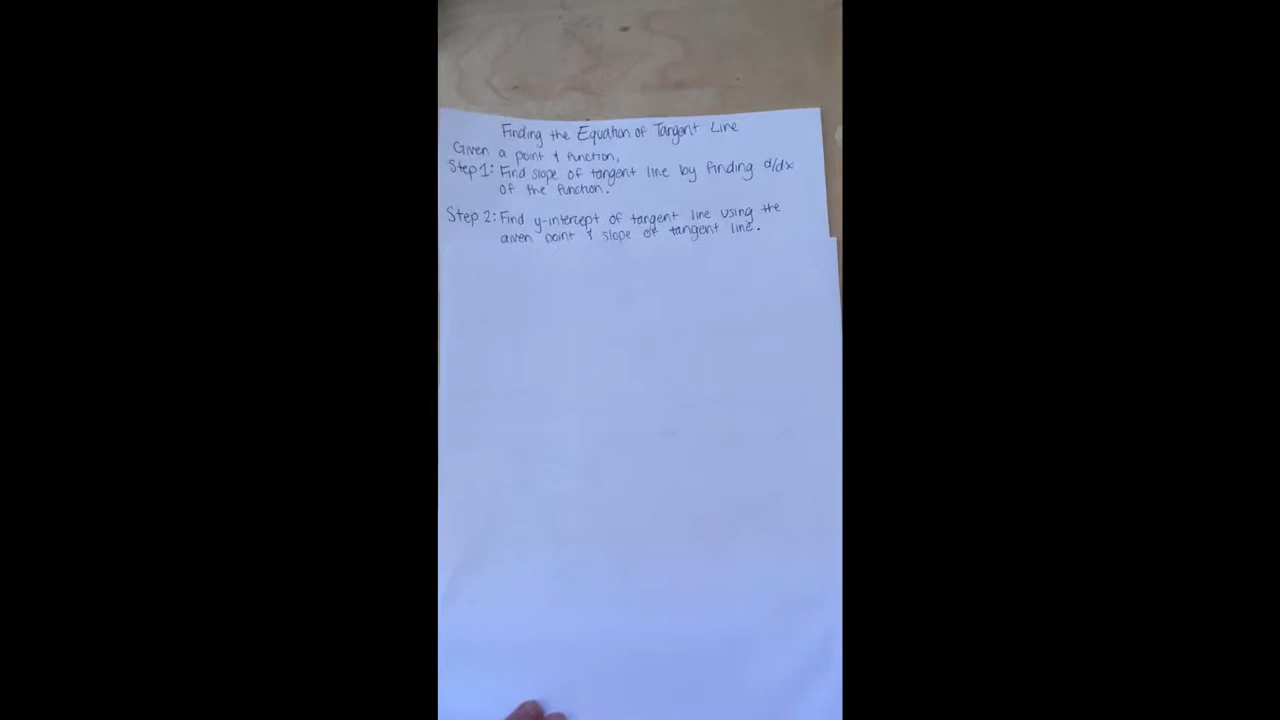 Finding the Equation of Tangent Line
Given a point & function,
Step 1: Find slope of tangent line by finding d/dx
of the function.
Step 2: Find y-intercept of tangent line using the
given point & slope of tangent line.